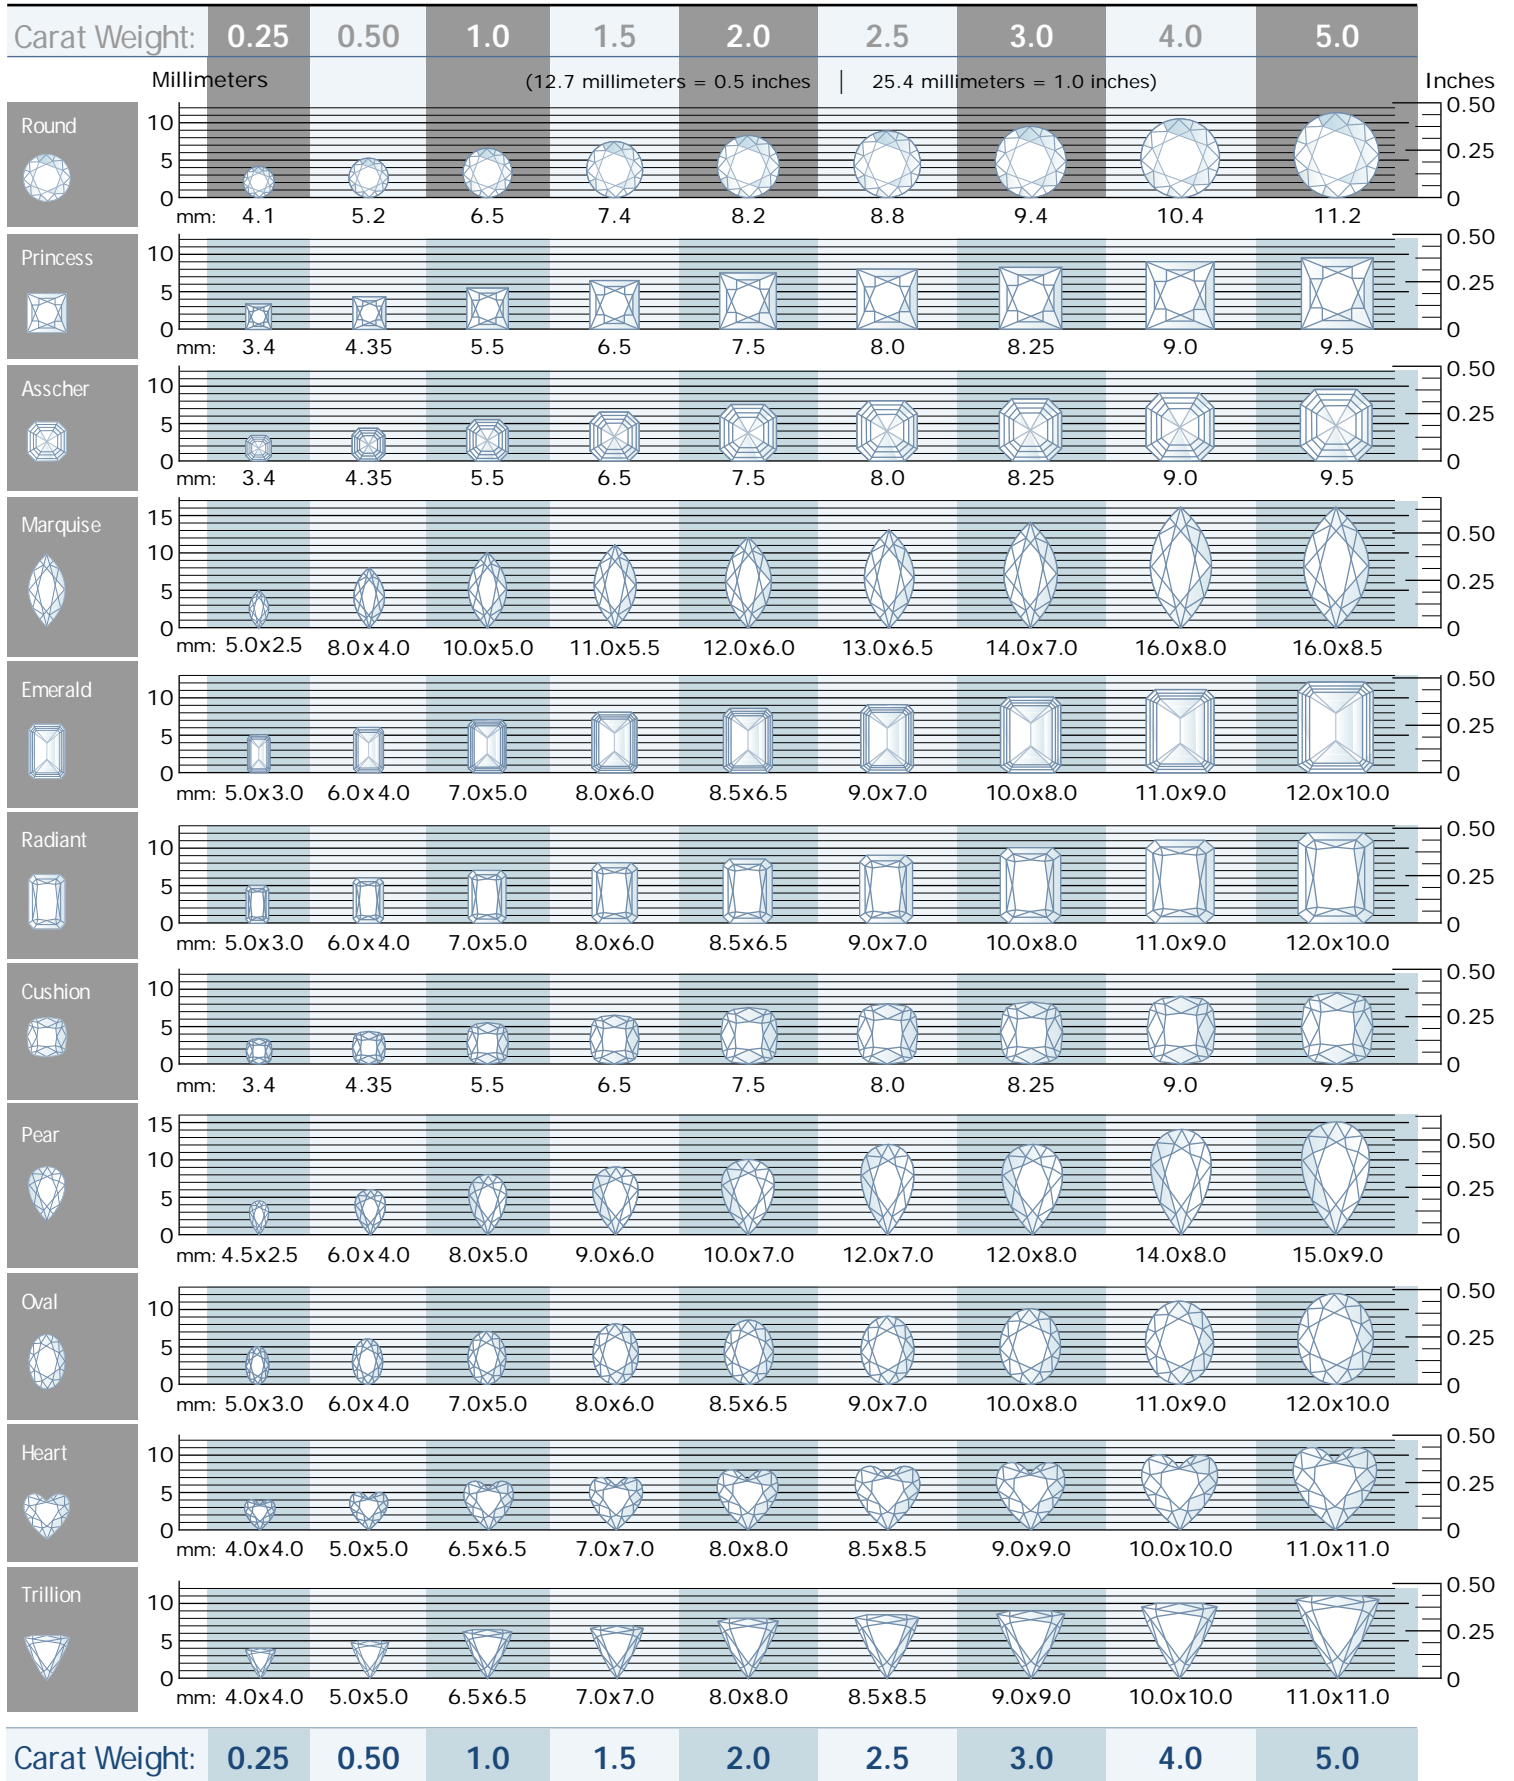 Carat Weight: 0.25 0.50 1.0 1.5 2.0 2.5 3.0 4.0 5.0
Millimeters (12.7 millimeters = 0.5 inches | 25.4 millimeters = 1.0 inches) Inches
Round
10
5
0
0.50
0.25
0
mm: 4.1 5.2 6.5 7.4 8.2 8.8 9.4 10.4 11.2
Princess
10
5
0
0.50
0.25
0
mm: 3.4 4.35 5.5 6.5 7.5 8.0 8.25 9.0 9.5
Asscher
10
5
0
0.50
0.25
0
mm: 3.4 4.35 5.5 6.5 7.5 8.0 8.25 9.0 9.5
Marquise
15
10
5
0
0.50
0.25
0
mm: 5.0x2.5 8.0x4.0 10.0x5.0 11.0x5.5 12.0x6.0 13.0x6.5 14.0x7.0 16.0x8.0 16.0x8.5
Emerald
10
5
0
0.50
0.25
0
mm: 5.0x3.0 6.0x4.0 7.0x5.0 8.0x6.0 8.5x6.5 9.0x7.0 10.0x8.0 11.0x9.0 12.0x10.0
Radiant
10
5
0
0.50
0.25
0
mm: 5.0x3.0 6.0x4.0 7.0x5.0 8.0x6.0 8.5x6.5 9.0x7.0 10.0x8.0 11.0x9.0 12.0x10.0
Cushion
10
5
0
0.50
0.25
0
mm: 3.4 4.35 5.5 6.5 7.5 8.0 8.25 9.0 9.5
Pear
15
10
5
0
0.50
0.25
0
mm: 4.5x2.5 6.0x4.0 8.0x5.0 9.0x6.0 10.0x7.0 12.0x7.0 12.0x8.0 14.0x8.0 15.0x9.0
Oval
10
5
0
0.50
0.25
0
mm: 5.0x3.0 6.0x4.0 7.0x5.0 8.0x6.0 8.5x6.5 9.0x7.0 10.0x8.0 11.0x9.0 12.0x10.0
Heart
10
5
0
0.50
0.25
0
mm: 4.0x4.0 5.0x5.0 6.5x6.5 7.0x7.0 8.0x8.0 8.5x8.5 9.0x9.0 10.0x10.0 11.0x11.0
Trillion
10
5
0
0.50
0.25
0
mm: 4.0x4.0 5.0x5.0 6.5x6.5 7.0x7.0 8.0x8.0 8.5x8.5 9.0x9.0 10.0x10.0 11.0x11.0
Carat Weight: 0.25 0.50 1.0 1.5 2.0 2.5 3.0 4.0 5.0